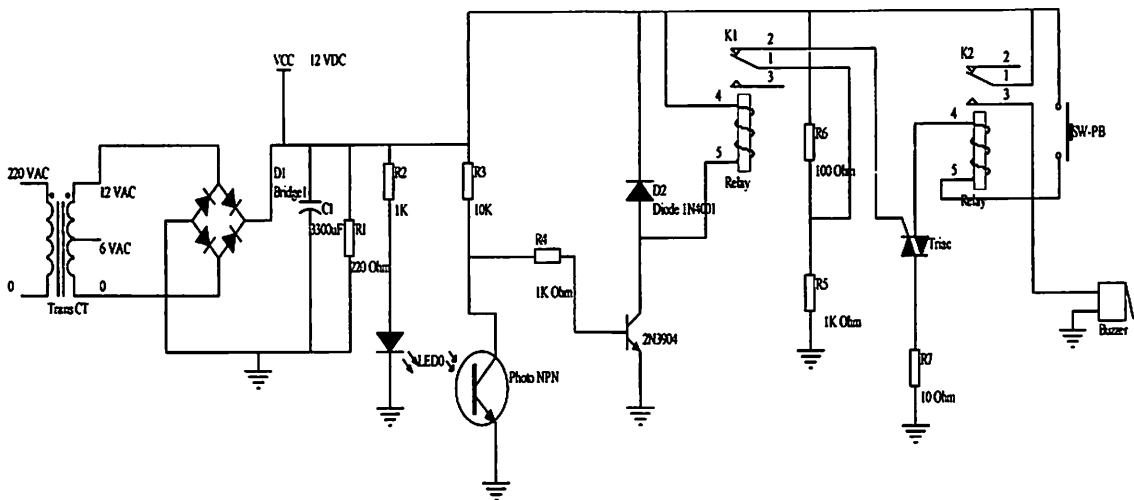 VCC 12 VDC
220 VAC
0
12 VAC
6 VAC
0
Trans CT
D1
Bridge1
C1
3300uF
R1
220 Ohm
R2
1K
LED0
R3
10K
Photo NPN
R4
1K Ohm
2N3904
D2
Diode 1N4001
K1
2
1
3
4
5
Relay
R6
100 Ohm
R5
1K Ohm
Triac
R7
10 Ohm
K2
2
1
3
4
5
Relay
SW-PB
Buzzer